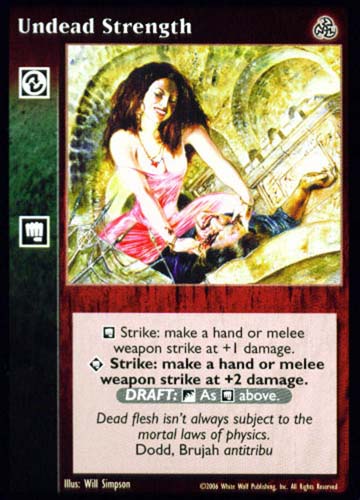 Undead Strength
Strike: make a hand or melee
weapon strike at +1 damage.
Strike: make a hand or melee
weapon strike at +2 damage.
DRAFT: As above.
Dead flesh isn't always subject to the
mortal laws of physics.
Dodd, Brujah antitribu
Illus: Will Simpson
©2006 White Wolf Publishing, Inc. All Rights Reserved